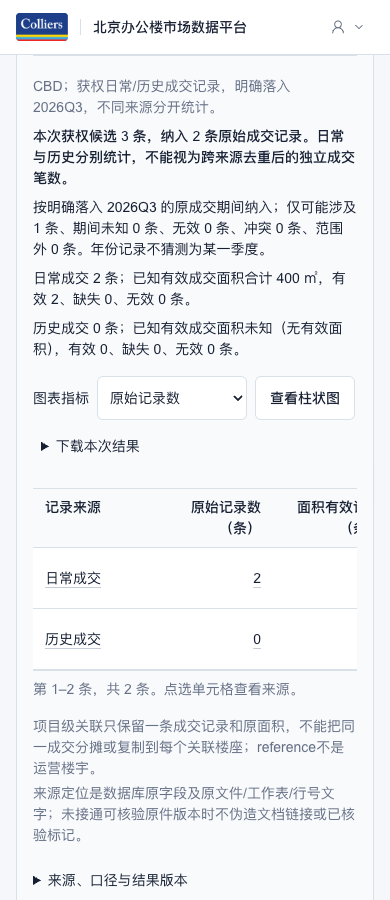 Colliers
北京办公楼市场数据平台
CBD；获权日常/历史成交记录，明确落入
2026Q3，不同来源分开统计。
本次获权候选 3 条，纳入 2 条原始成交记录。日常
与历史分别统计，不能视为跨来源去重后的独立成交
笔数。
按明确落入 2026Q3 的原成交期间纳入；仅可能涉及
1 条、期间未知 0 条、无效 0 条、冲突 0 条、范围
外 0 条。年份记录不猜测为某一季度。
日常成交 2 条；已知有效成交面积合计 400 ㎡，有
效 2、缺失 0、无效 0 条。
历史成交 0 条；已知有效成交面积未知（无有效面
积），有效 0、缺失 0、无效 0 条。
图表指标
原始记录数
查看柱状图
下载本次结果
记录来源 原始记录数 面积有效
（条）
日常成交 2
历史成交 0
第 1–2 条，共 2 条。点选单元格查看来源。
项目级关联只保留一条成交记录和原面积，不能把同
一成交分摊或复制到每个关联楼座；reference不是
运营楼宇。
来源定位是数据库原字段及原文件/工作表/行号文
字；未接通可核验原件版本时不伪造文档链接或已核
验标记。
来源、口径与结果版本